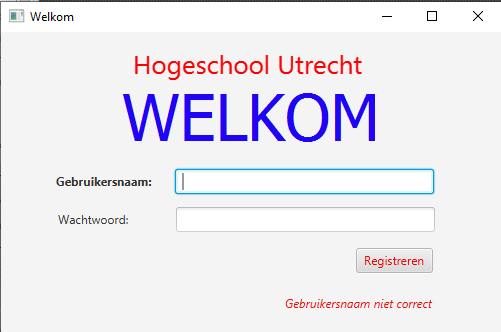 Welkom
Hogeschool Utrecht
WELKOM
Gebruikersnaam:
Wachtwoord:
Registreren
Gebruikersnaam niet correct